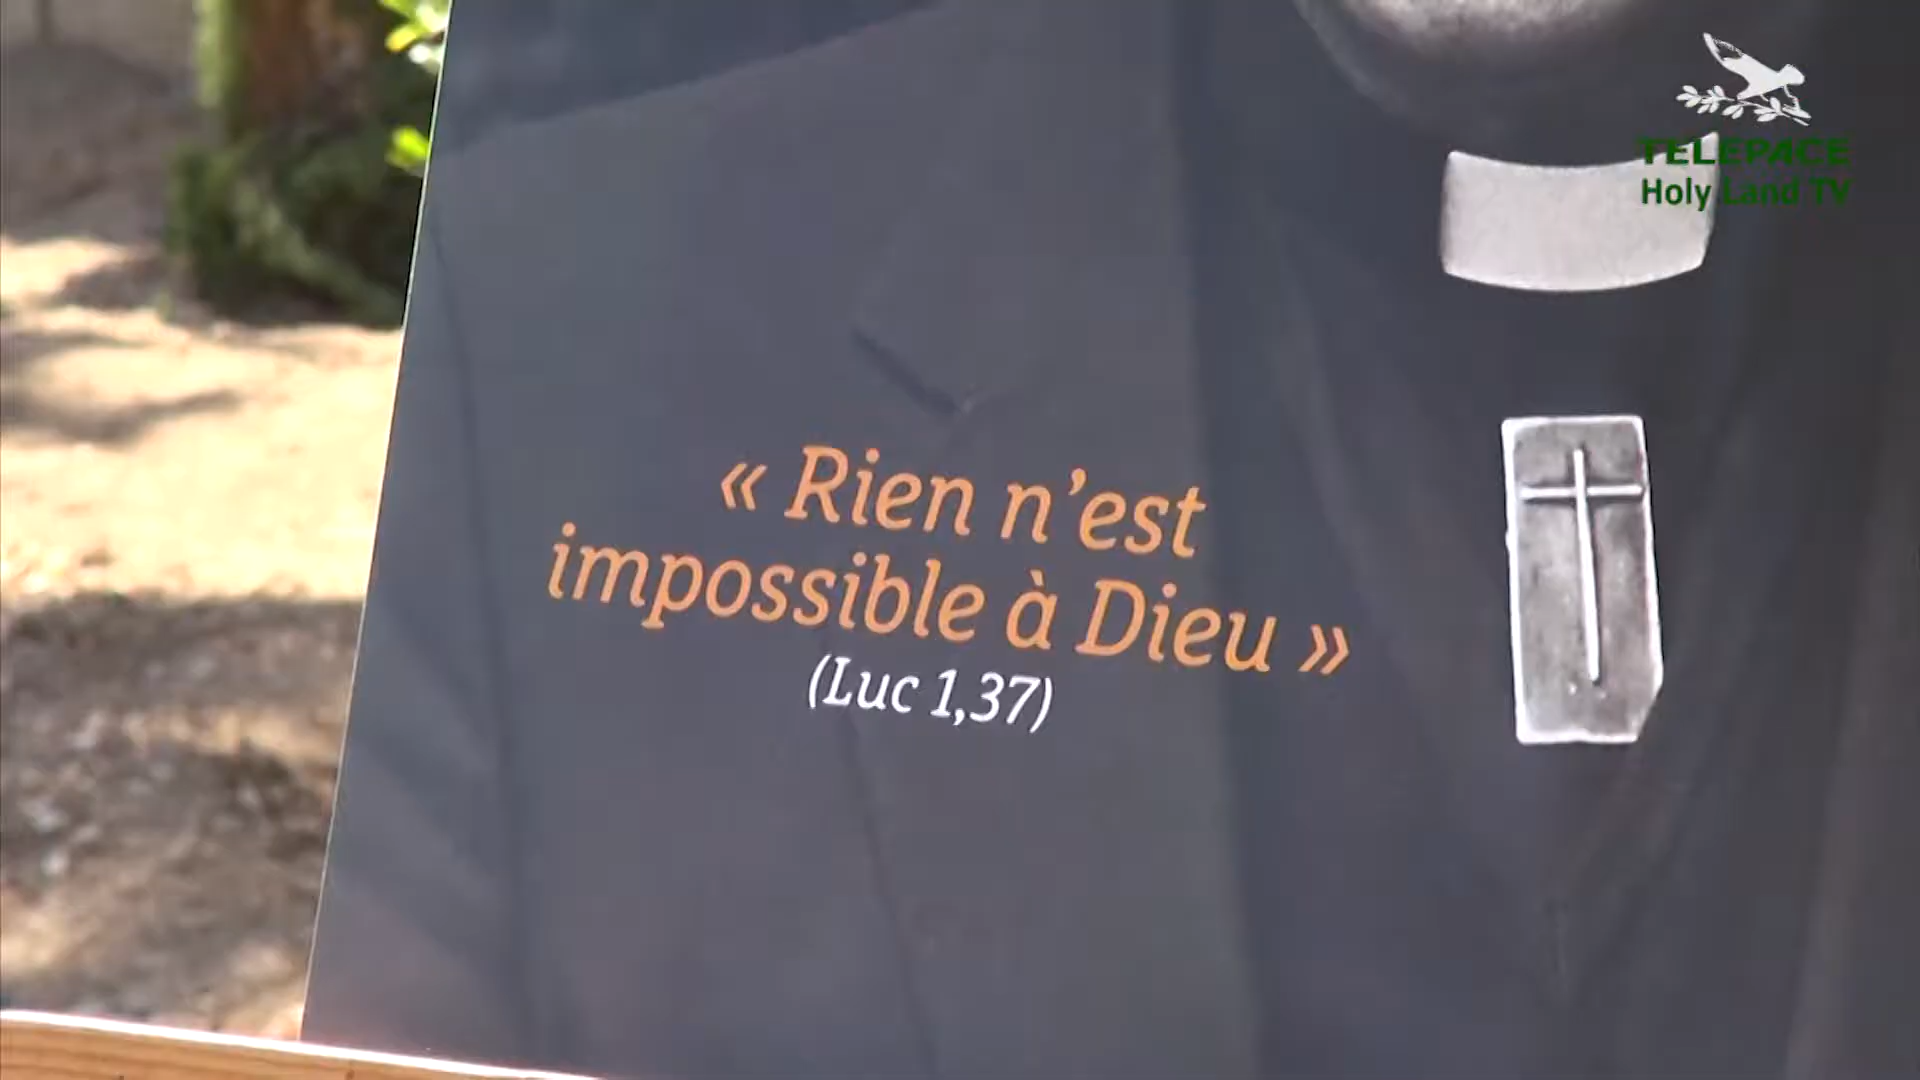 TELEPACE
Holy Land TV
« Rien n’est
impossible à Dieu »
(Luc 1,37)